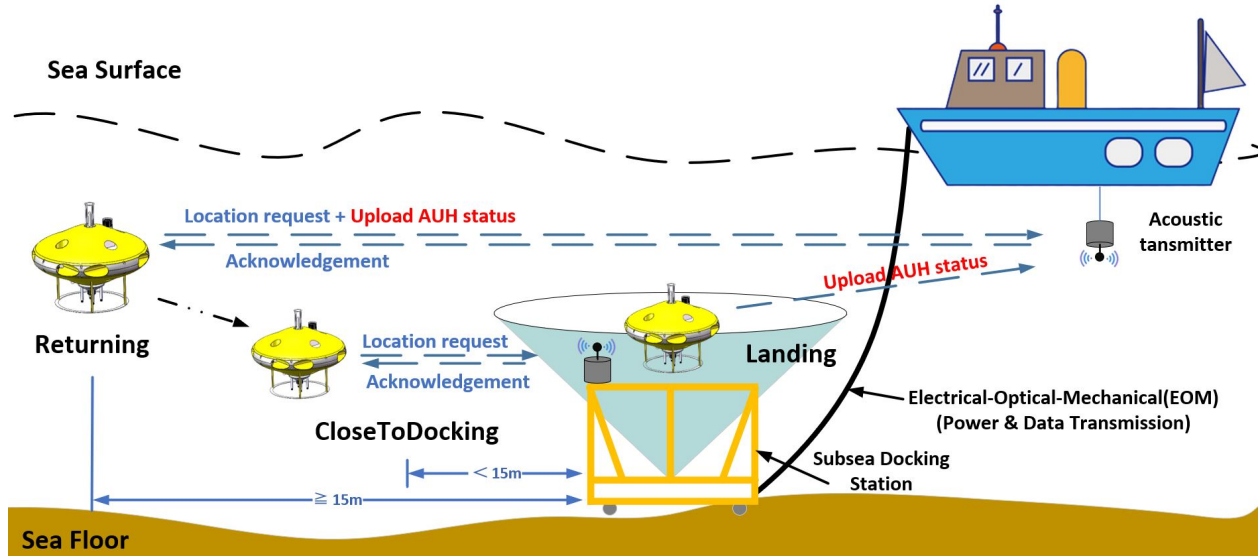 Sea Surface
Location request + Upload AUH status
Acknowledgement
Acoustic
tansmitter
Upload AUH status
Returning
Location request
Acknowledgement
Landing
CloseToDocking
Electrical-Optical-Mechanical(EOM)
(Power & Data Transmission)
Subsea Docking
Station
< 15m
≧ 15m
Sea Floor